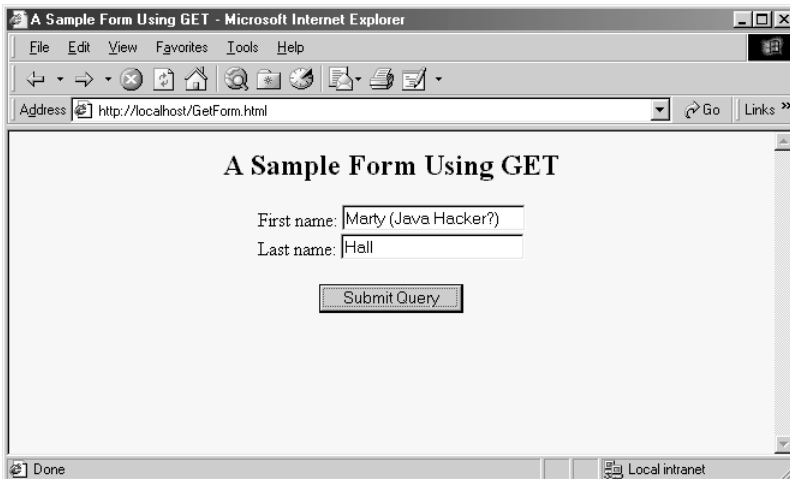 A Sample Form Using GET - Microsoft Internet Explorer
File Edit View Favorites Tools Help
Address http://localhost/GetForm.html Go Links »
A Sample Form Using GET
First name: Marty (Java Hacker?)
Last name: Hall
Submit Query
Done Local intranet